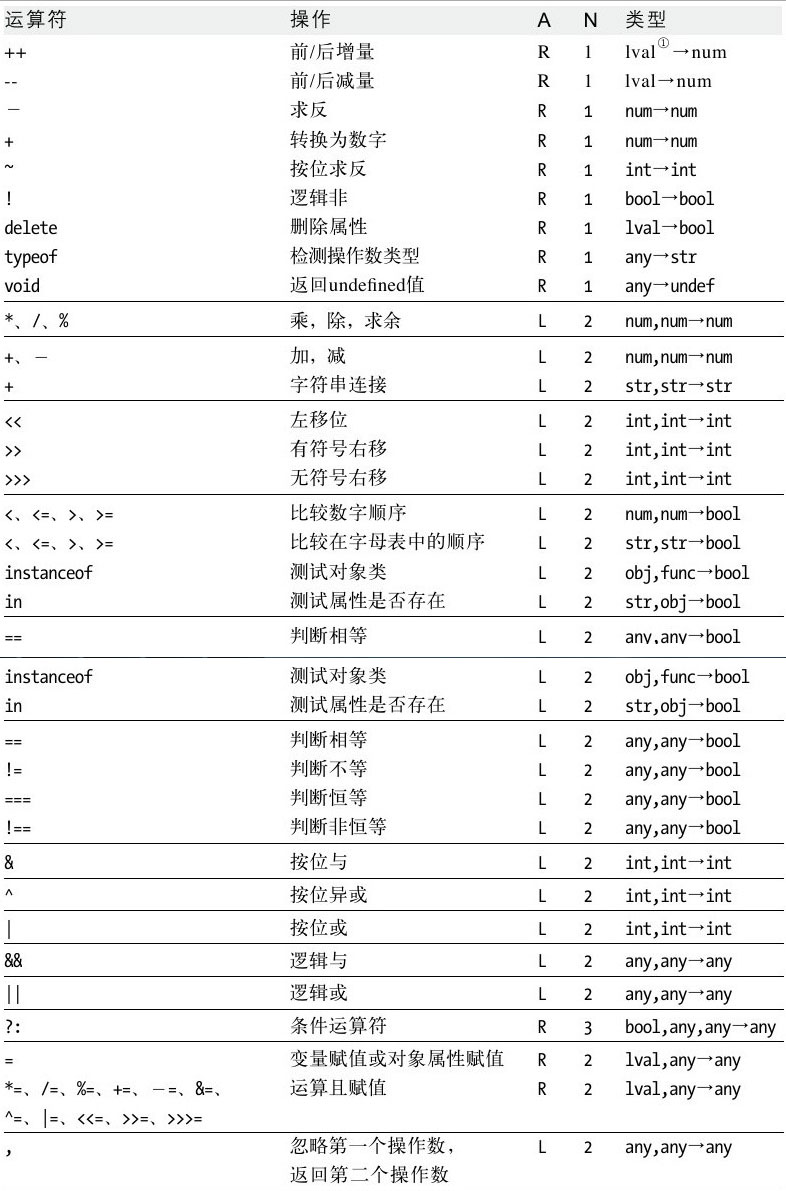 运算符 操作 A N 类型
++ 前/后增量 R 1 lval①→num
-- 前/后减量 R 1 lval→num
－ 求反 R 1 num→num
+ 转换为数字 R 1 num→num
~ 按位求反 R 1 int→int
! 逻辑非 R 1 bool→bool
delete 删除属性 R 1 lval→bool
typeof 检测操作数类型 R 1 any→str
void 返回undefined值 R 1 any→undef
*、/、% 乘，除，求余 L 2 num,num→num
+、－ 加，减 L 2 num,num→num
+ 字符串连接 L 2 str,str→str
<< 左移位 L 2 int,int→int
>> 有符号右移 L 2 int,int→int
>>> 无符号右移 L 2 int,int→int
<、<=、>、>= 比较数字顺序 L 2 num,num→bool
<、<=、>、>= 比较在字母表中的顺序 L 2 str,str→bool
instanceof 测试对象类 L 2 obj,func→bool
in 测试属性是否存在 L 2 str,obj→bool
== 判断相等 L 2 any,any→bool
instanceof 测试对象类 L 2 obj,func→bool
in 测试属性是否存在 L 2 str,obj→bool
== 判断相等 L 2 any,any→bool
!= 判断不等 L 2 any,any→bool
=== 判断恒等 L 2 any,any→bool
!== 判断非恒等 L 2 any,any→bool
& 按位与 L 2 int,int→int
^ 按位异或 L 2 int,int→int
| 按位或 L 2 int,int→int
&& 逻辑与 L 2 any,any→any
|| 逻辑或 L 2 any,any→any
?: 条件运算符 R 3 bool,any,any→any
= 变量赋值或对象属性赋值 R 2 lval,any→any
*=、/=、%=、+=、－=、&=、 运算且赋值 R 2 lval,any→any
^=、|=、<<=、>>=、>>>=
, 忽略第一个操作数， L 2 any,any→any
返回第二个操作数